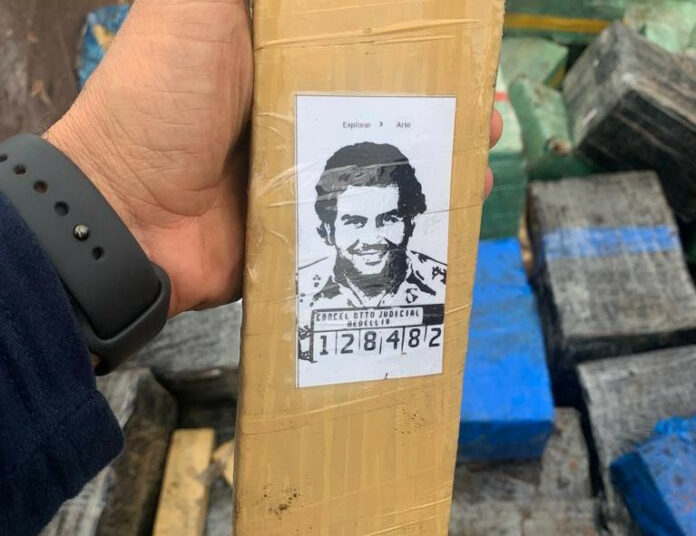 Explorar > Arte
CARCEL DTTO JUDICIAL
MEDELLIN
128482